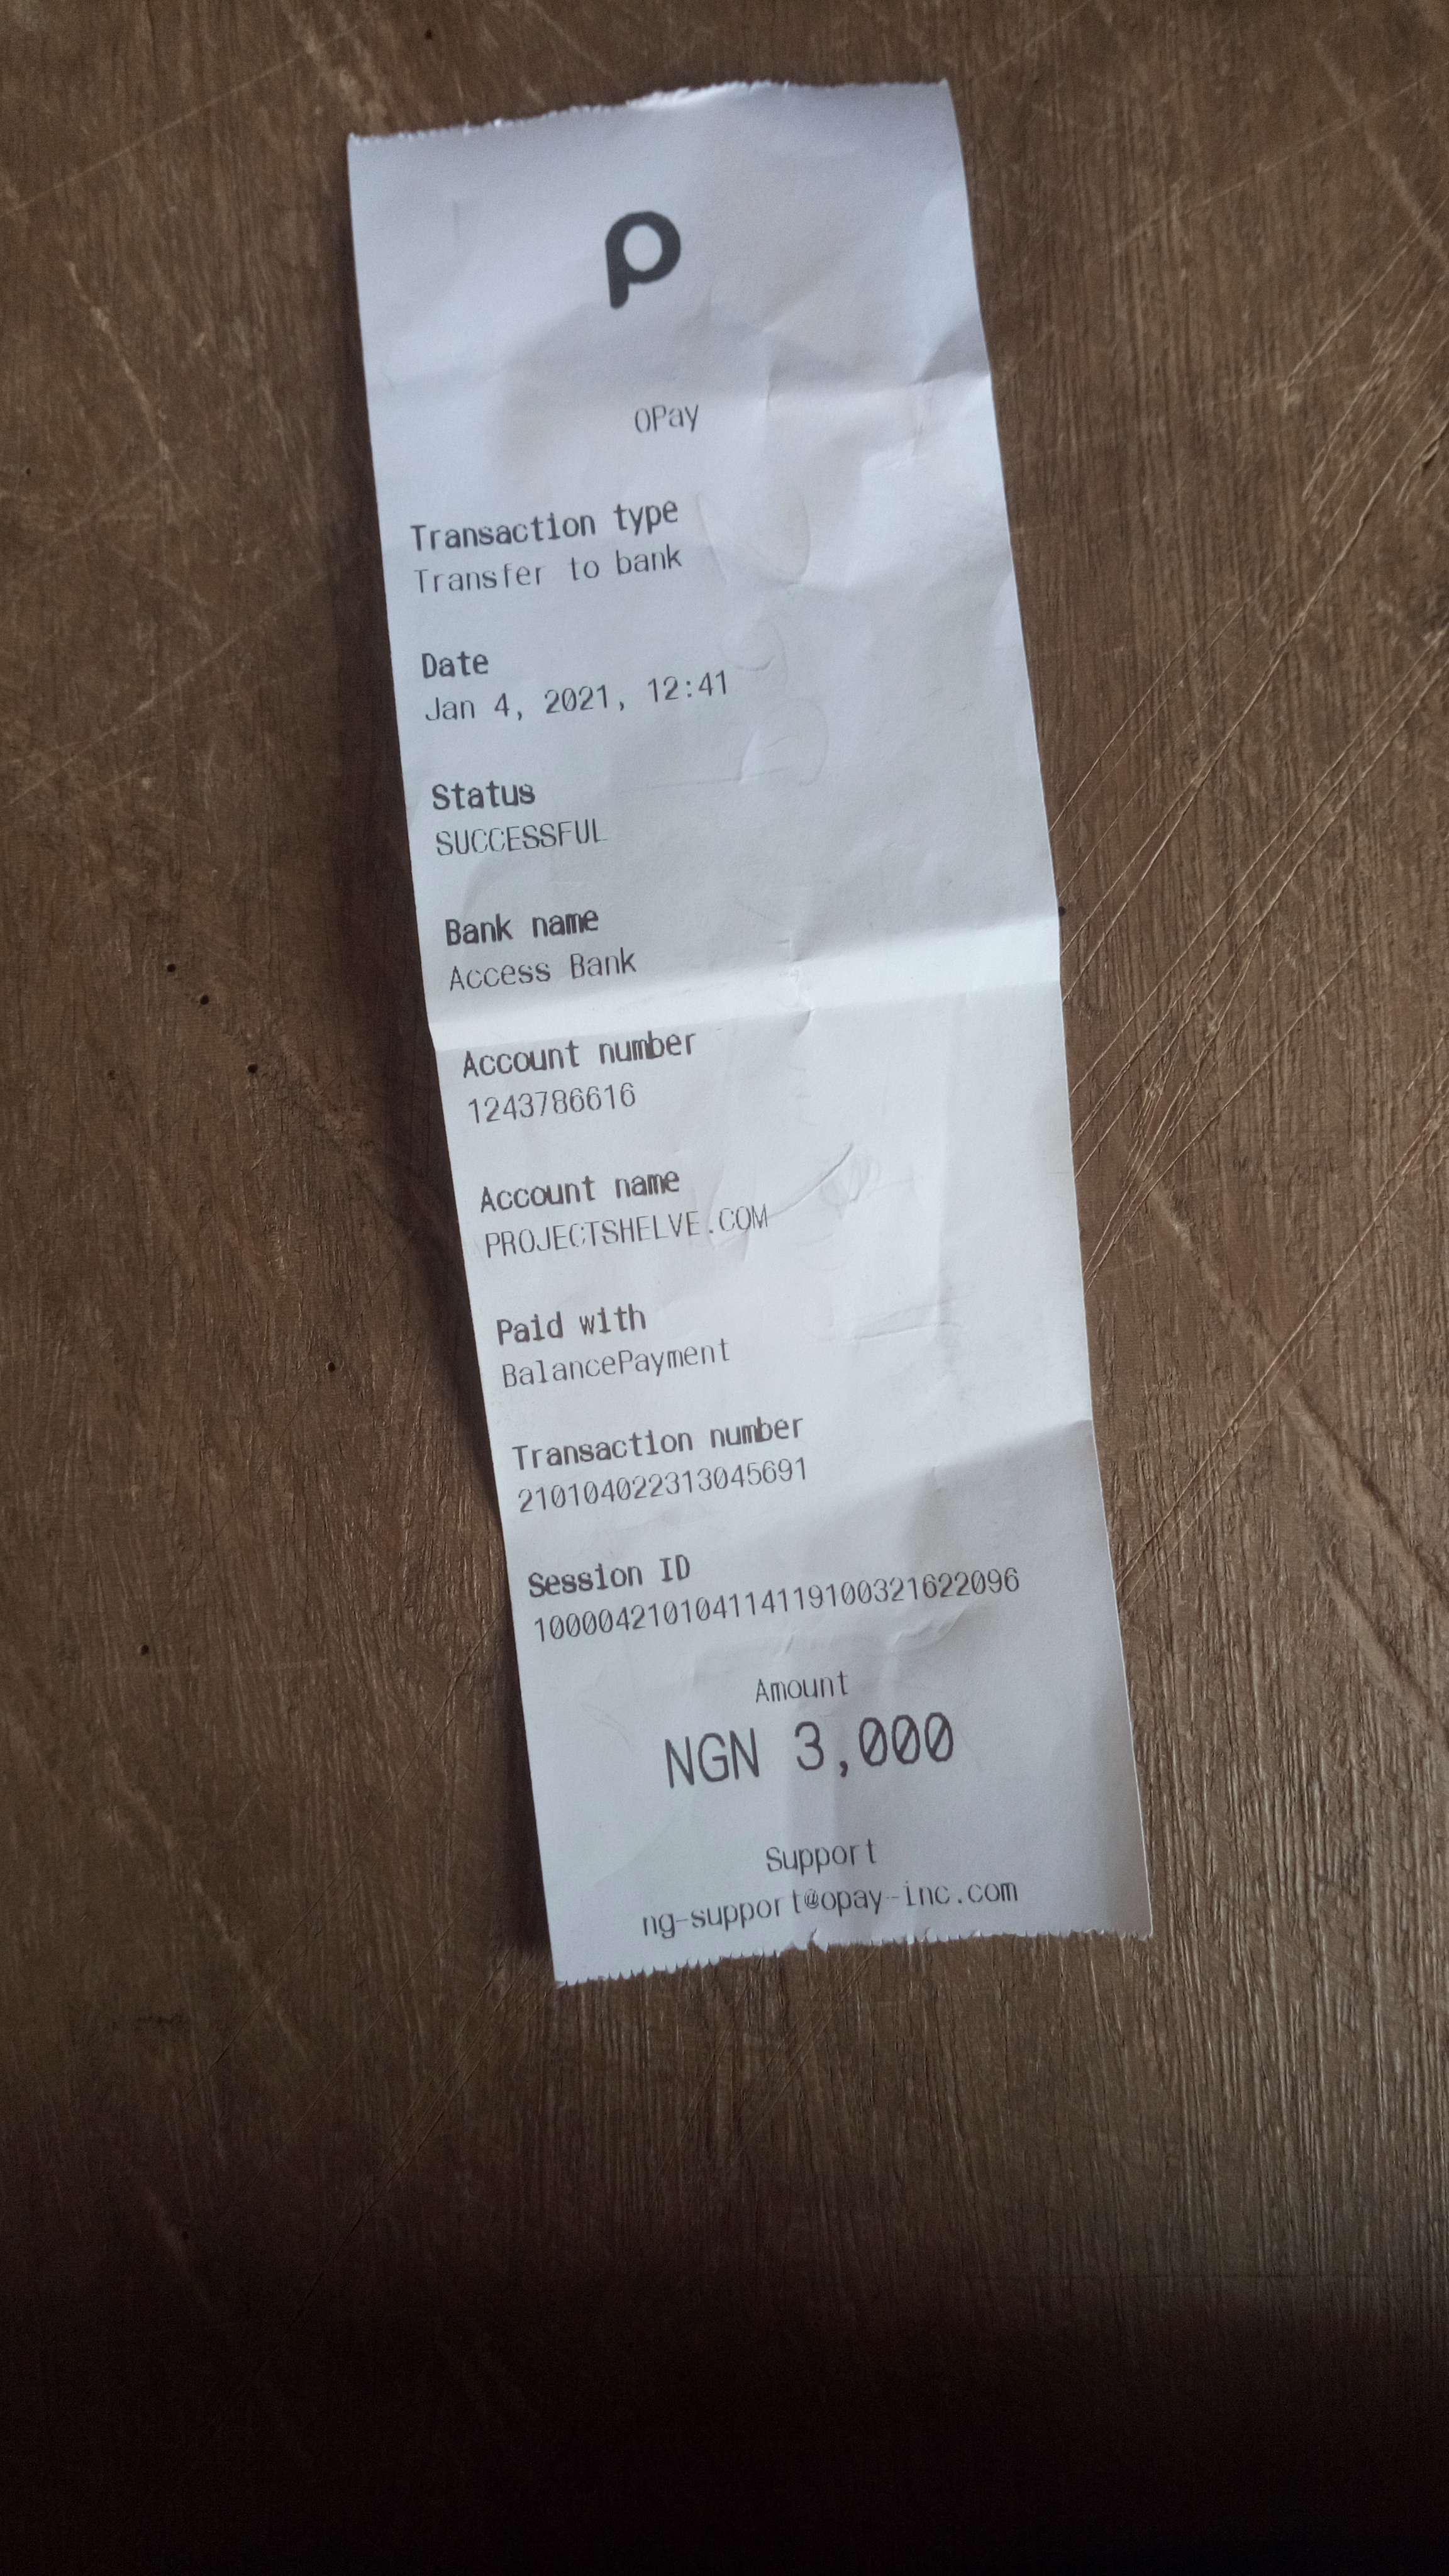 OPay
Transaction type
Transfer to bank
Date
Jan 4, 2021, 12:41
Status
SUCCESSFUL
Bank name
Access Bank
Account number
1243786616
Account name
PROJECTSHELVE.COM
Paid with
BalancePayment
Transaction number
210104022313045691
Session ID
100004210104114119100321622096
Amount
NGN 3,000
Support
ng-support@opay-inc.com